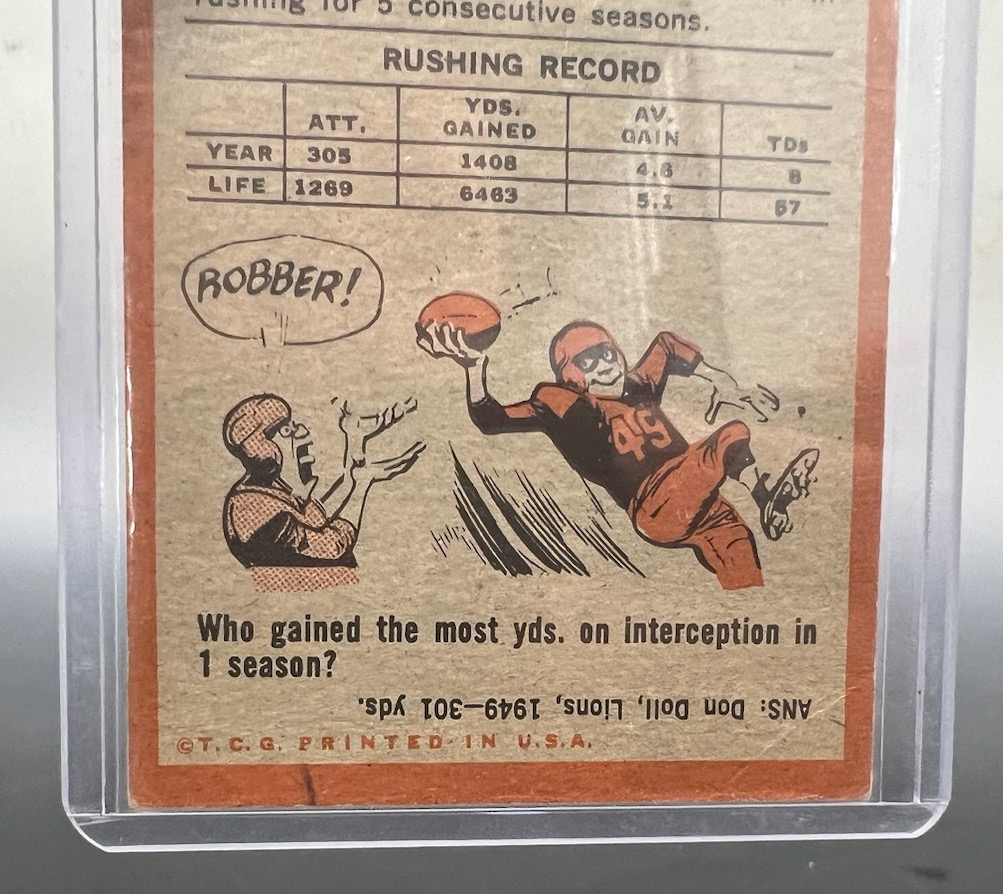 for 5 consecutive seasons.
RUSHING RECORD
ATT. YDS. GAINED AV. GAIN TDs
YEAR 305 1408 4.6 8
LIFE 1269 6463 5.1 57
ROBBER!
49
Who gained the most yds. on interception in
1 season?
ANS: Don Doll, Lions, 1949—301 yds.
©T.C.G. PRINTED IN U.S.A.